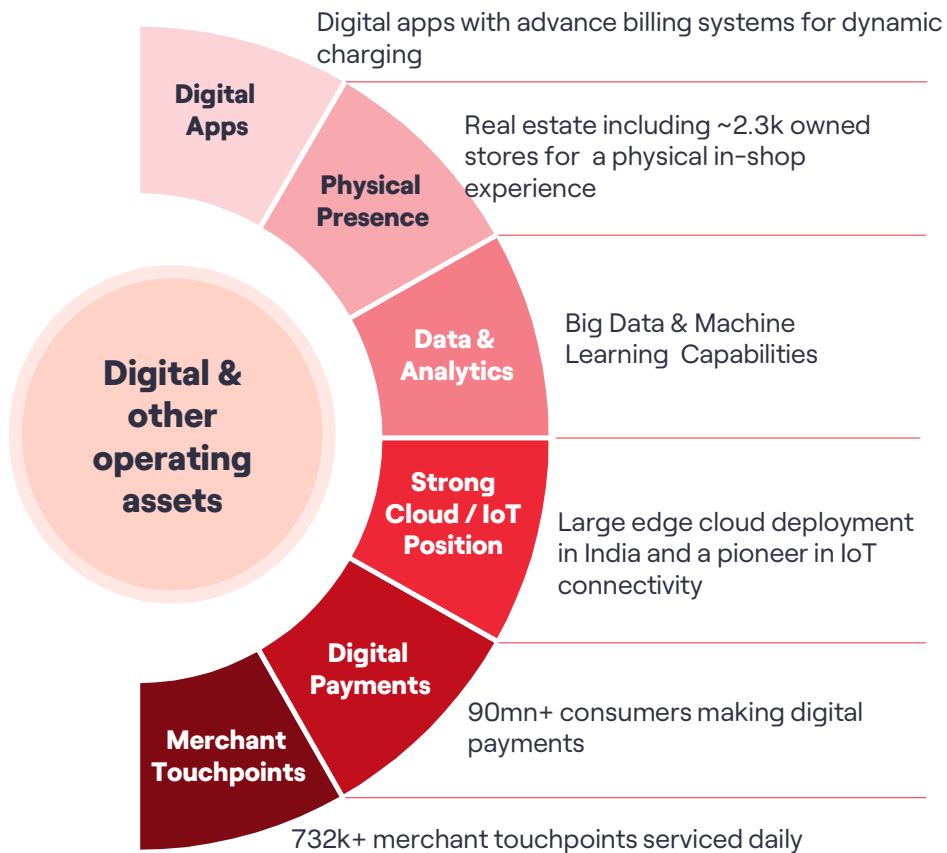 Digital apps with advance billing systems for dynamic
charging
Digital
Apps
Real estate including ~2.3k owned
stores for a physical in-shop
experience
Physical
Presence
Big Data & Machine
Learning Capabilities
Data &
Analytics
Digital &
other
operating
assets
Strong
Cloud / IoT
Position
Large edge cloud deployment
in India and a pioneer in IoT
connectivity
Digital
Payments
90mn+ consumers making digital
payments
Merchant
Touchpoints
732k+ merchant touchpoints serviced daily